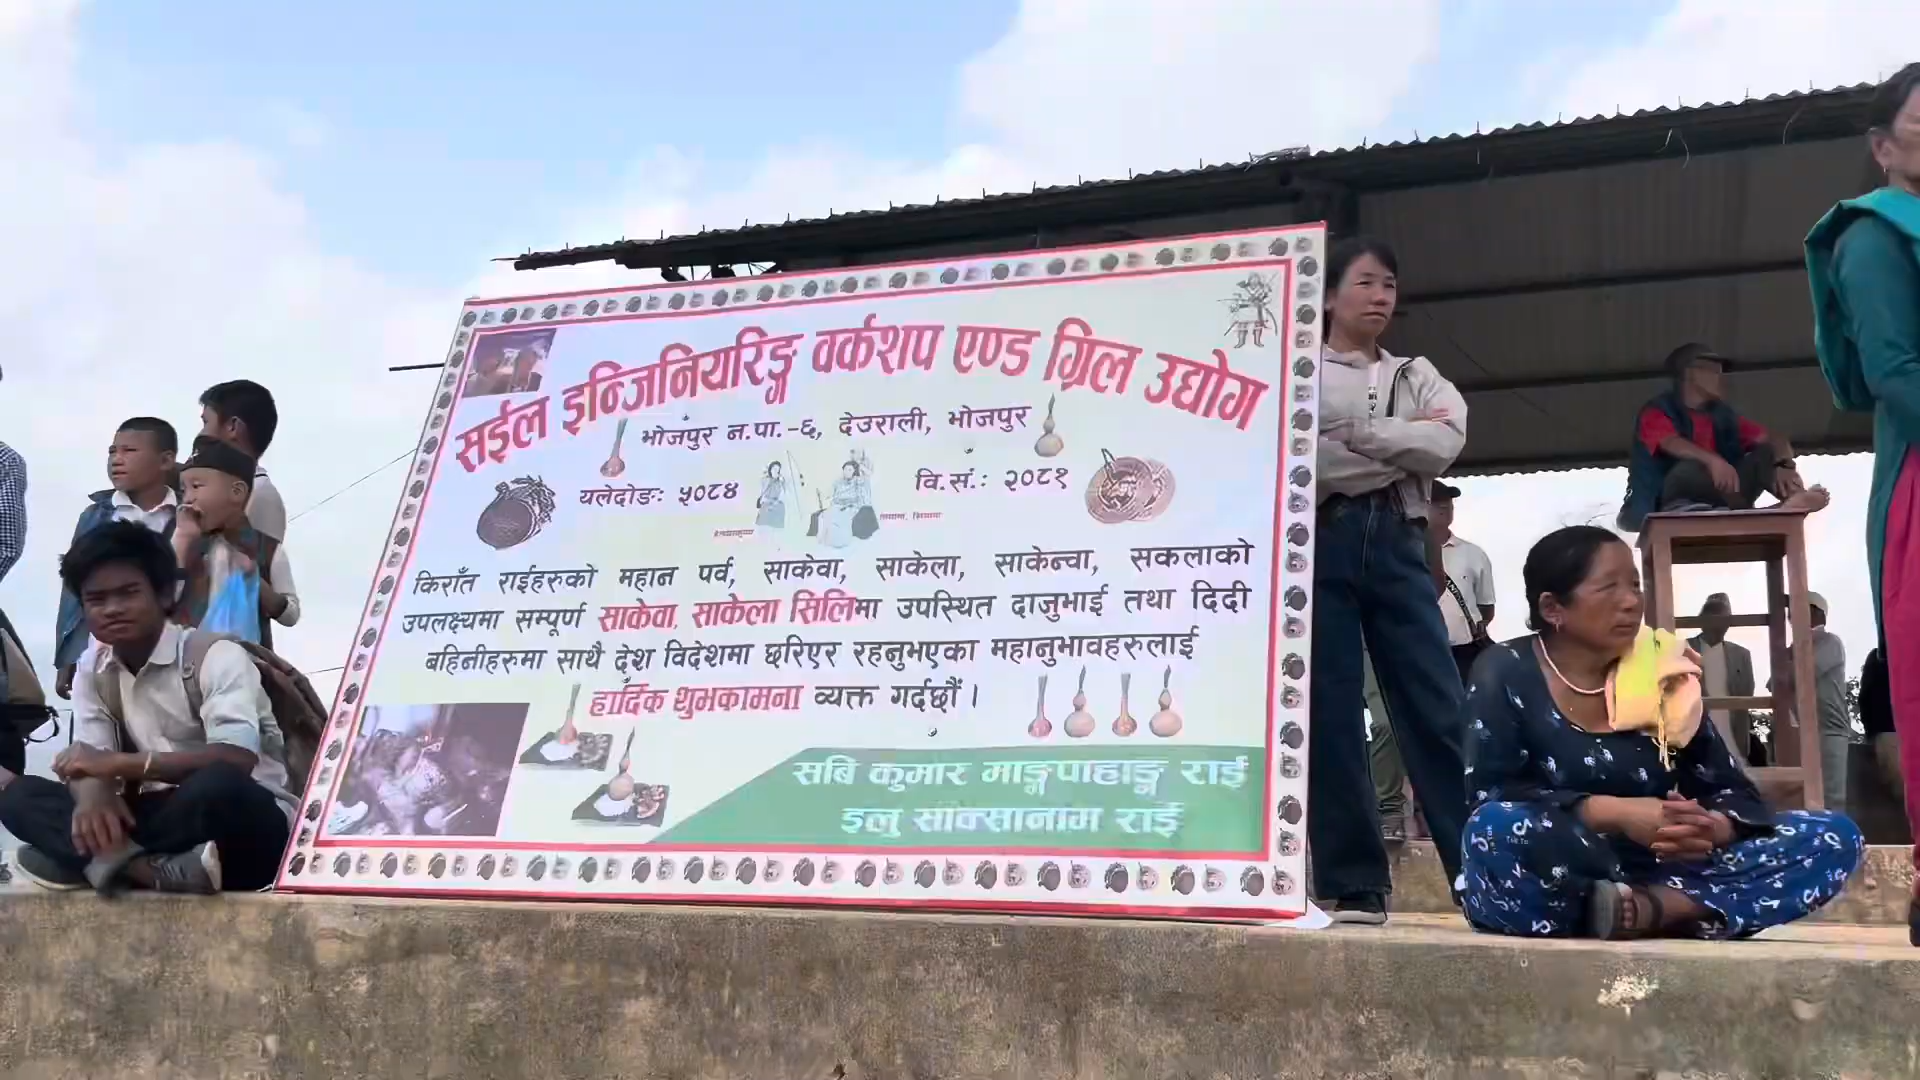 सईल इन्जिनियरिङ्ग वर्कशप एण्ड ग्रिल उद्योग
भोजपुर न.पा.-६, देउराली, भोजपुर
यलेदोङः ५०८४
वि.सं.: २०८१
किराँत राईहरुको महान पर्व, साकेवा, साकेला, साकेन्वा, सकलाको
उपलक्ष्यमा सम्पूर्ण साकेवा, साकेला सिलिमा उपस्थित दाजुभाई तथा दिदी
बहिनीहरुमा साथै देश विदेशमा छरिएर रहनुभएका महानुभावहरुलाई
हार्दिक शुभकामना व्यक्त गर्दछौं ।
सबि कुमार माङ्गपाहाङ्ग राई
इलु साक्सानाम राई